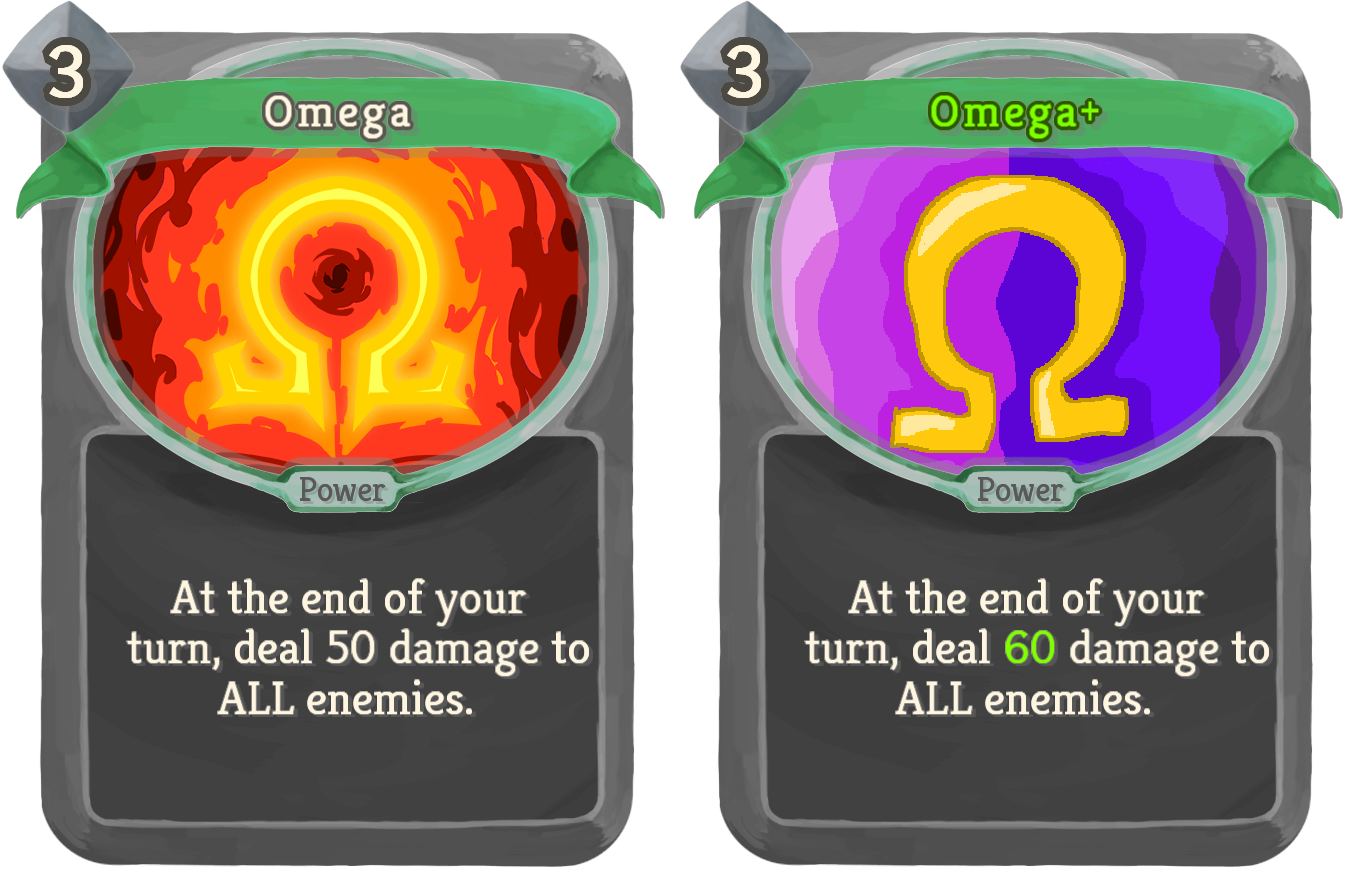 3
Omega
Power
At the end of your
turn, deal 50 damage to
ALL enemies.
3
Omega+
Power
At the end of your
turn, deal 60 damage to
ALL enemies.